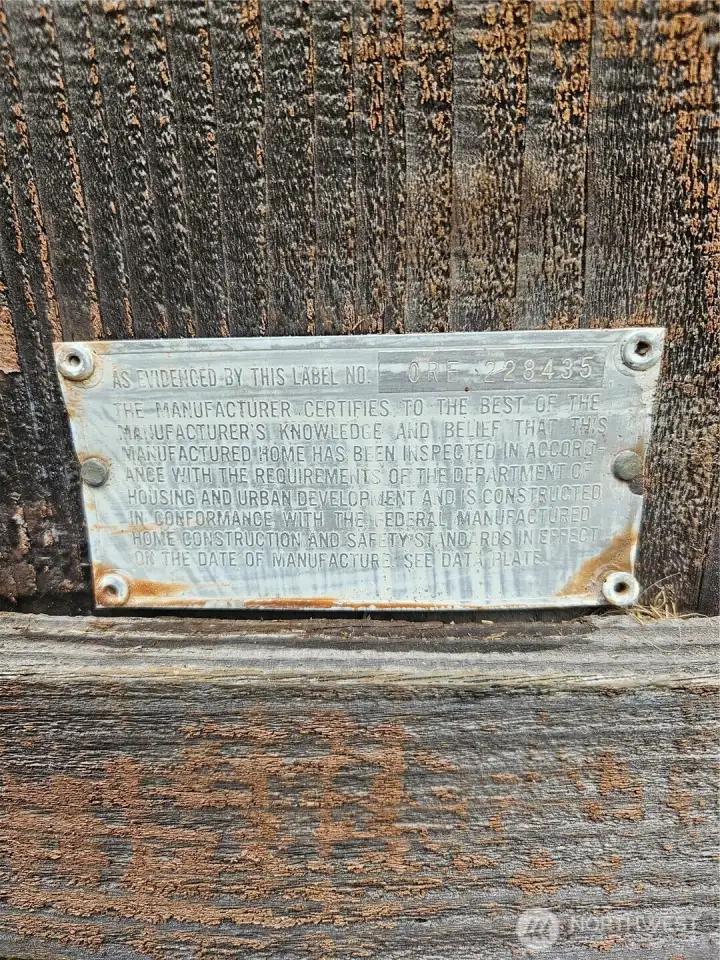 AS EVIDENCED BY THIS LABEL NO. ORE 228435
THE MANUFACTURER CERTIFIES TO THE BEST OF THE
MANUFACTURER'S KNOWLEDGE AND BELIEF THAT THIS
MANUFACTURED HOME HAS BEEN INSPECTED IN ACCORD-
ANCE WITH THE REQUIREMENTS OF THE DEPARTMENT OF
HOUSING AND URBAN DEVELOPMENT AND IS CONSTRUCTED
IN CONFORMANCE WITH THE FEDERAL MANUFACTURED
HOME CONSTRUCTION AND SAFETY STANDARDS IN EFFECT
ON THE DATE OF MANUFACTURE. SEE DATA PLATE.
NORTHWEST